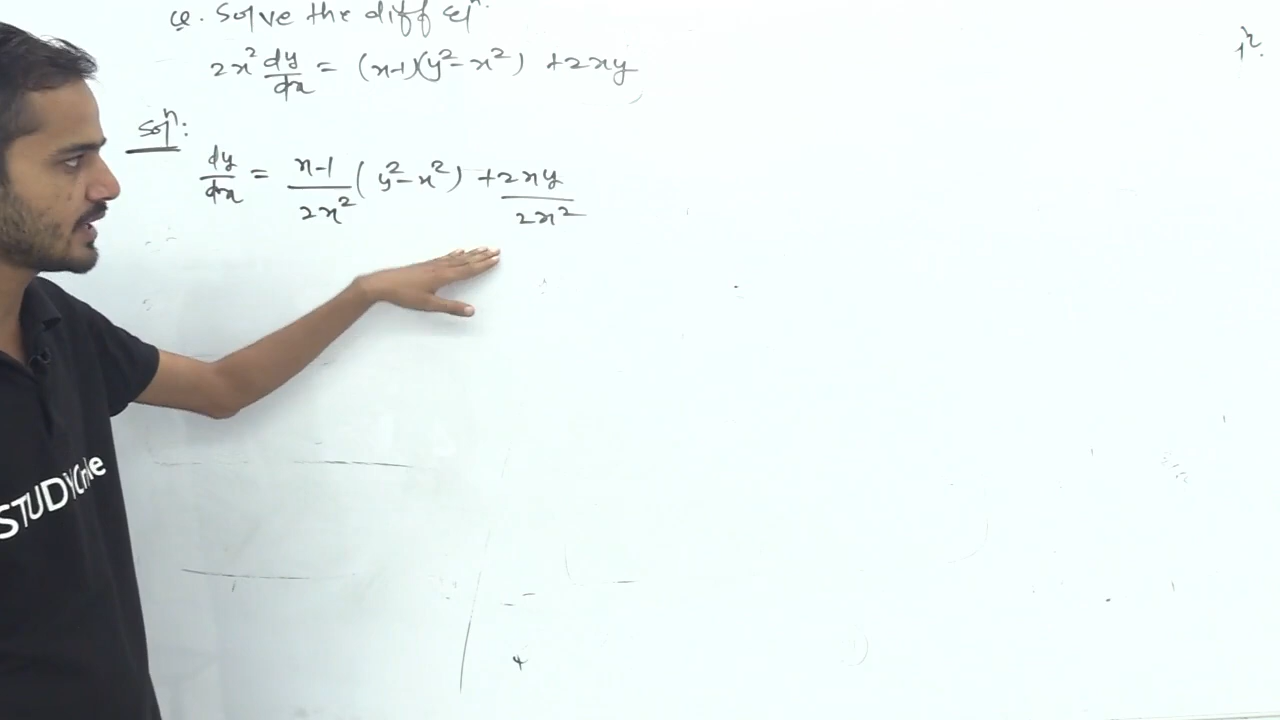 Q. Solve the diff eqⁿ.
2x² dy/dx = (x-1)(y²-x²) + 2xy
Solⁿ:
dy/dx = x-1/2x² (y²-x²) + 2xy/2x²
STUDY